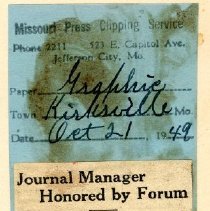 Missouri Press Clipping Service
Phone 2211 523 E. Capitol Ave.
Jefferson City, Mo.
Paper Graphic
Town Kirksville Mo.
Date Oct 21 1949
Journal Manager
Honored by Forum